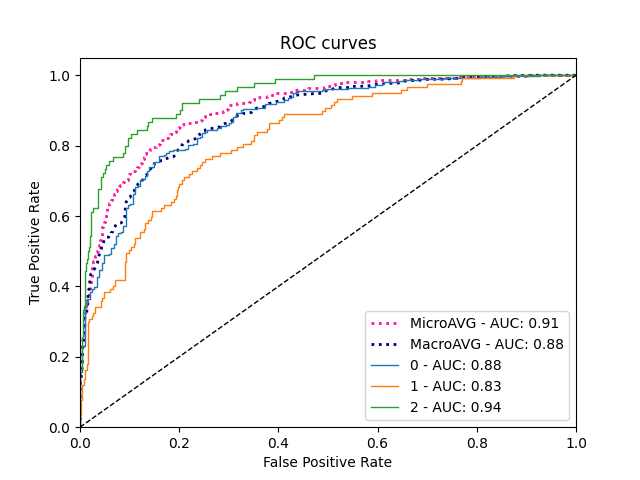 ROC curves
True Positive Rate
1.0
0.8
0.6
0.4
0.2
0.0
0.0 0.2 0.4 0.6 0.8 1.0
False Positive Rate
MicroAVG - AUC: 0.91
MacroAVG - AUC: 0.88
0 - AUC: 0.88
1 - AUC: 0.83
2 - AUC: 0.94